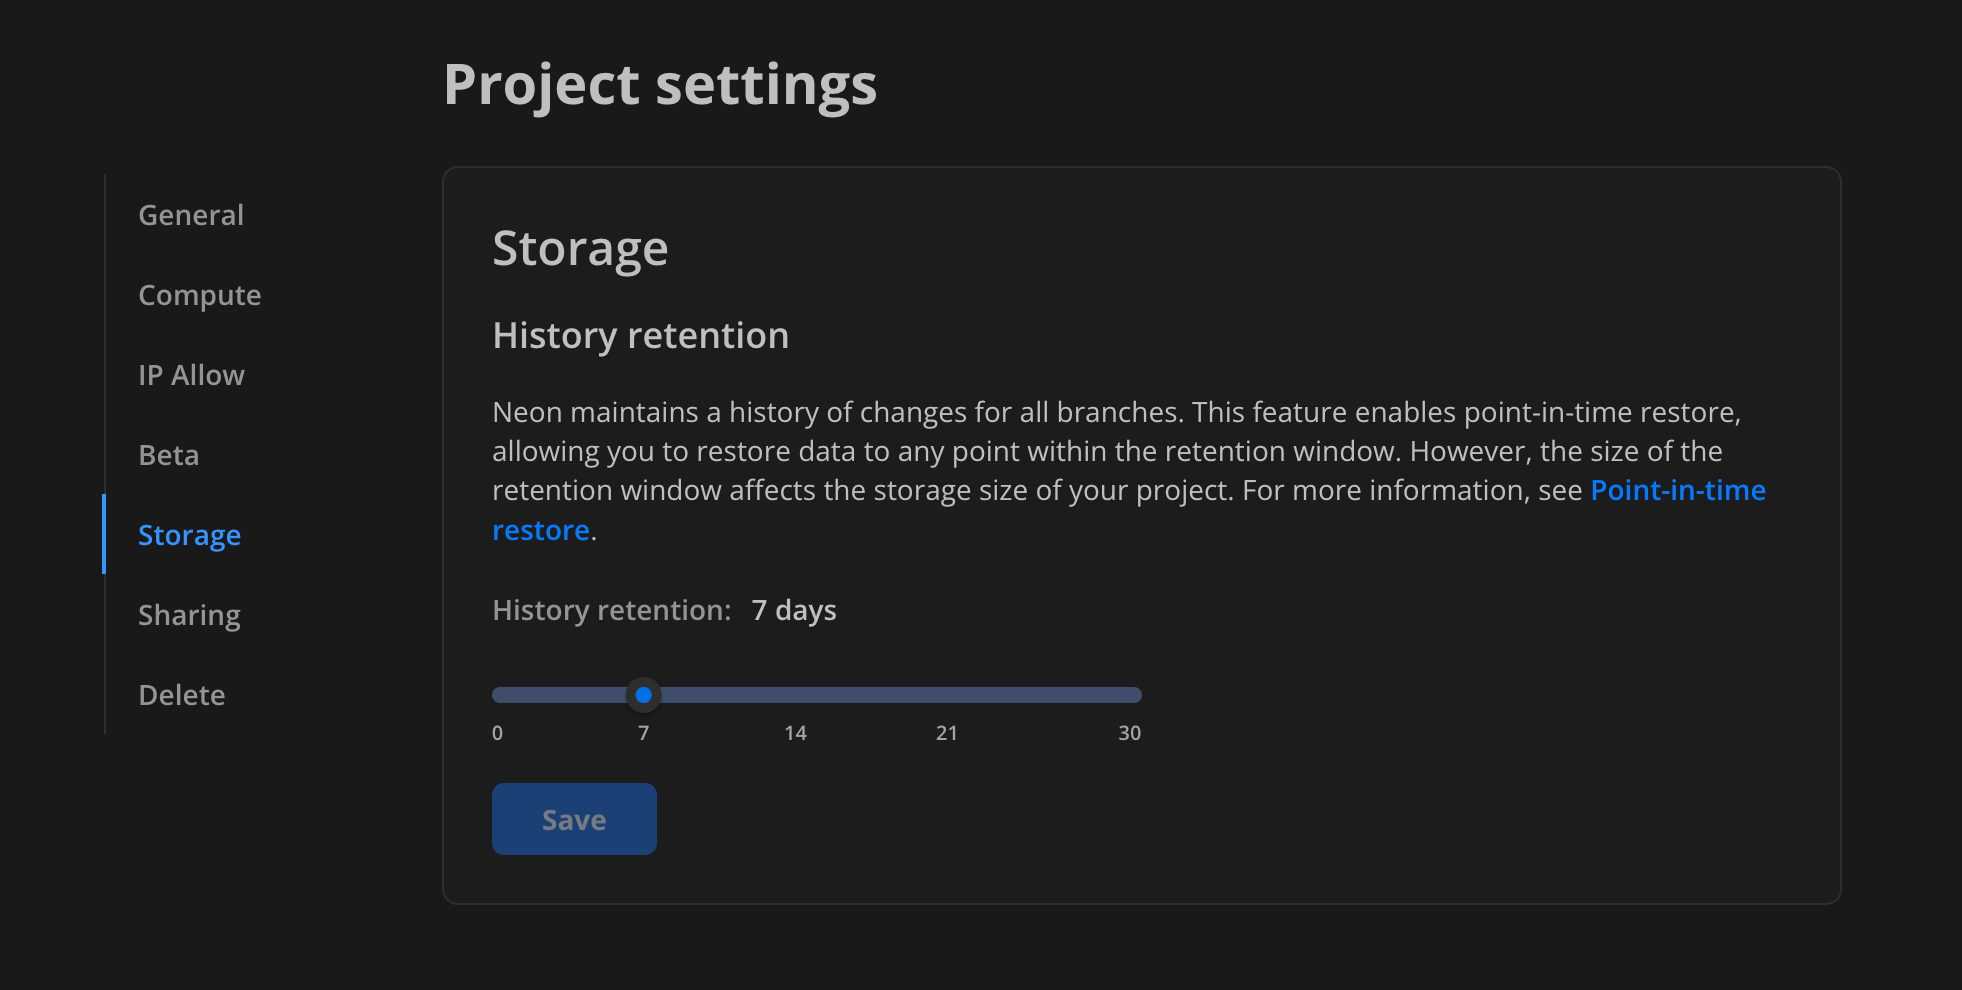 Project settings
General
Compute
IP Allow
Beta
Storage
Sharing
Delete
Storage
History retention
Neon maintains a history of changes for all branches. This feature enables point-in-time restore,
allowing you to restore data to any point within the retention window. However, the size of the
retention window affects the storage size of your project. For more information, see Point-in-time
restore.
History retention: 7 days
0 7 14 21 30
Save